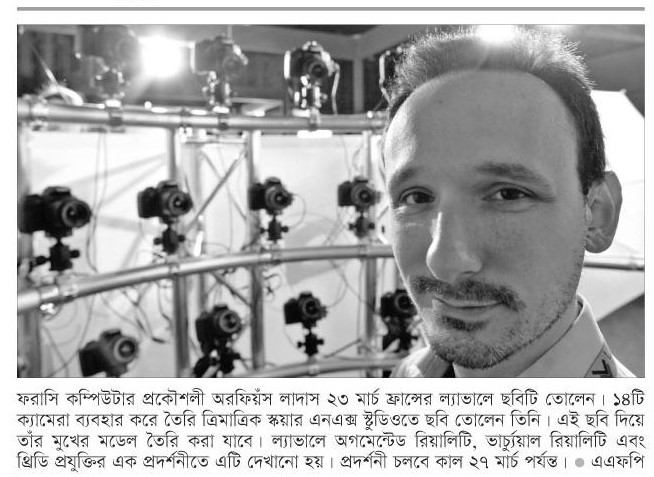 ফরাসি কম্পিউটার প্রকৌশলী অরফিয়ঁস লাদাস ২৩ মার্চ ফ্রান্সের ল্যাভালে ছবিটি তোলেন। ১৪টি
ক্যামেরা ব্যবহার করে তৈরি ত্রিমাত্রিক স্কয়ার এনএক্স স্টুডিওতে ছবি তোলেন তিনি। এই ছবি দিয়ে
তাঁর মুখের মডেল তৈরি করা যাবে। ল্যাভালে অগমেন্টেড রিয়ালিটি, ভার্চ্যুয়াল রিয়ালিটি এবং
থ্রিডি প্রযুক্তির এক প্রদর্শনীতে এটি দেখানো হয়। প্রদর্শনী চলবে কাল ২৭ মার্চ পর্যন্ত। ● এএফপি